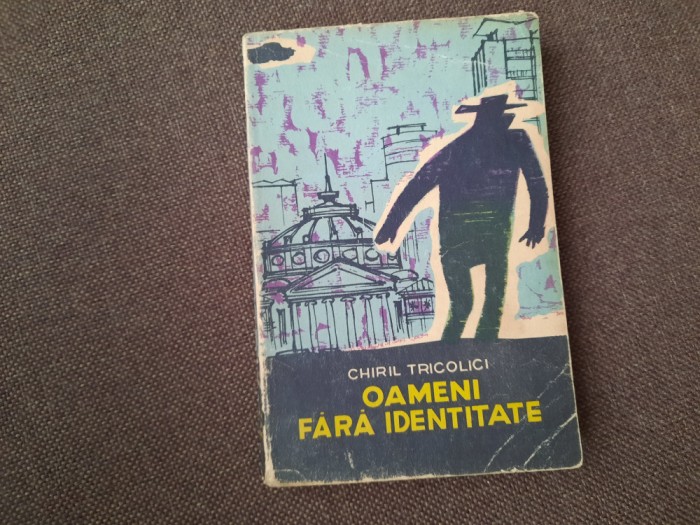 CHIRIL TRICOLICI
OAMENI
FĂRĂ IDENTITATE